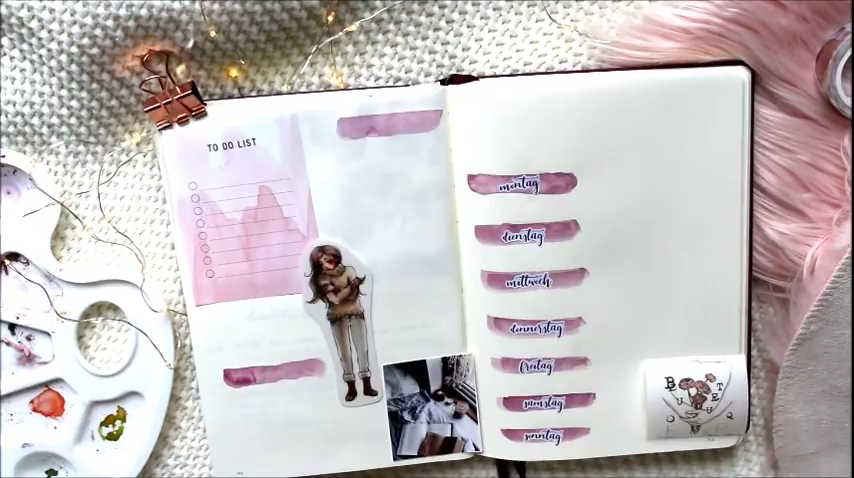 TO DO LIST
montag
dienstag
mittwoch
donnerstag
freitag
samstag
sonntag